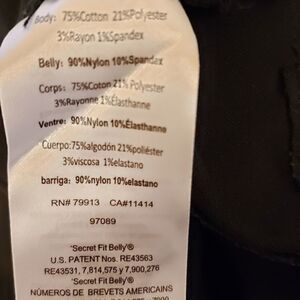 Body: 75%Cotton 21%Polyester
3%Rayon 1%Spandex
Belly: 90%Nylon 10%Spandex
Corps: 75%Coton 21% Polyester
3%Rayonne 1%Élasthanne
Ventre: 90%Nylon 10%Élasthanne
Cuerpo:75%algodón 21%poliéster
3%viscosa 1%elastano
barriga: 90%nylon 10%elastano
RN# 79913 CA#11414
97089
'Secret Fit Belly'®
U.S. PATENT Nos. RE43563
RE43531, 7,814,575 y 7,900,276
'Secret Fit Belly'®
NÚMEROS DE BREVETS AMERICAINS